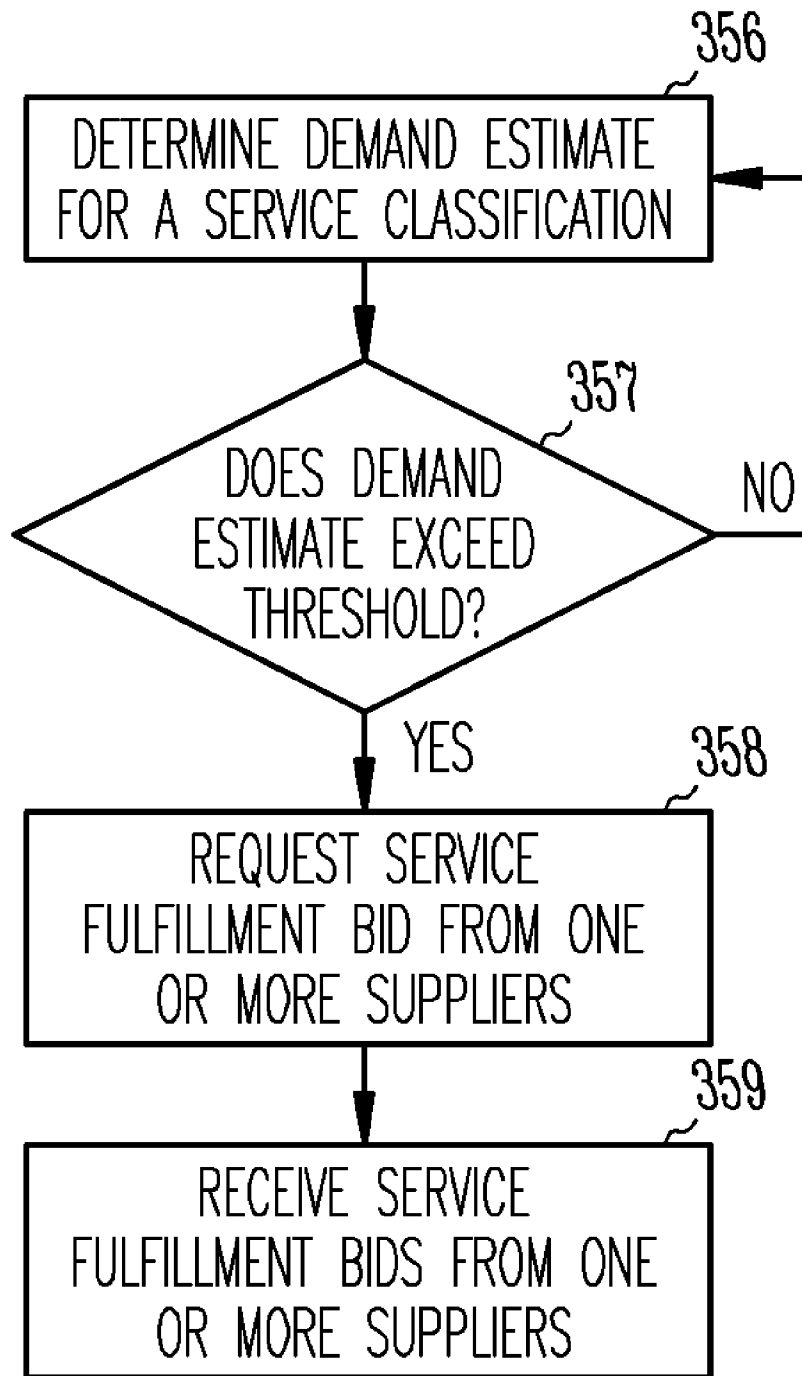 356
DETERMINE DEMAND ESTIMATE
FOR A SERVICE CLASSIFICATION
357
DOES DEMAND
ESTIMATE EXCEED
THRESHOLD?
NO
YES
358
REQUEST SERVICE
FULFILLMENT BID FROM ONE
OR MORE SUPPLIERS
359
RECEIVE SERVICE
FULFILLMENT BIDS FROM ONE
OR MORE SUPPLIERS